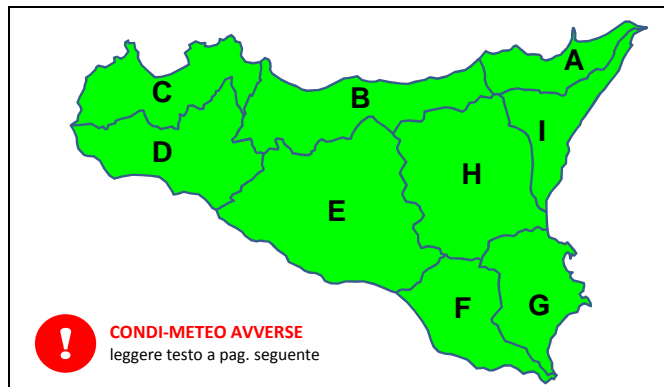 A
C
B
I
D
H
E
F
G
!
CONDI-METEO AVVERSE
leggere testo a pag. seguente